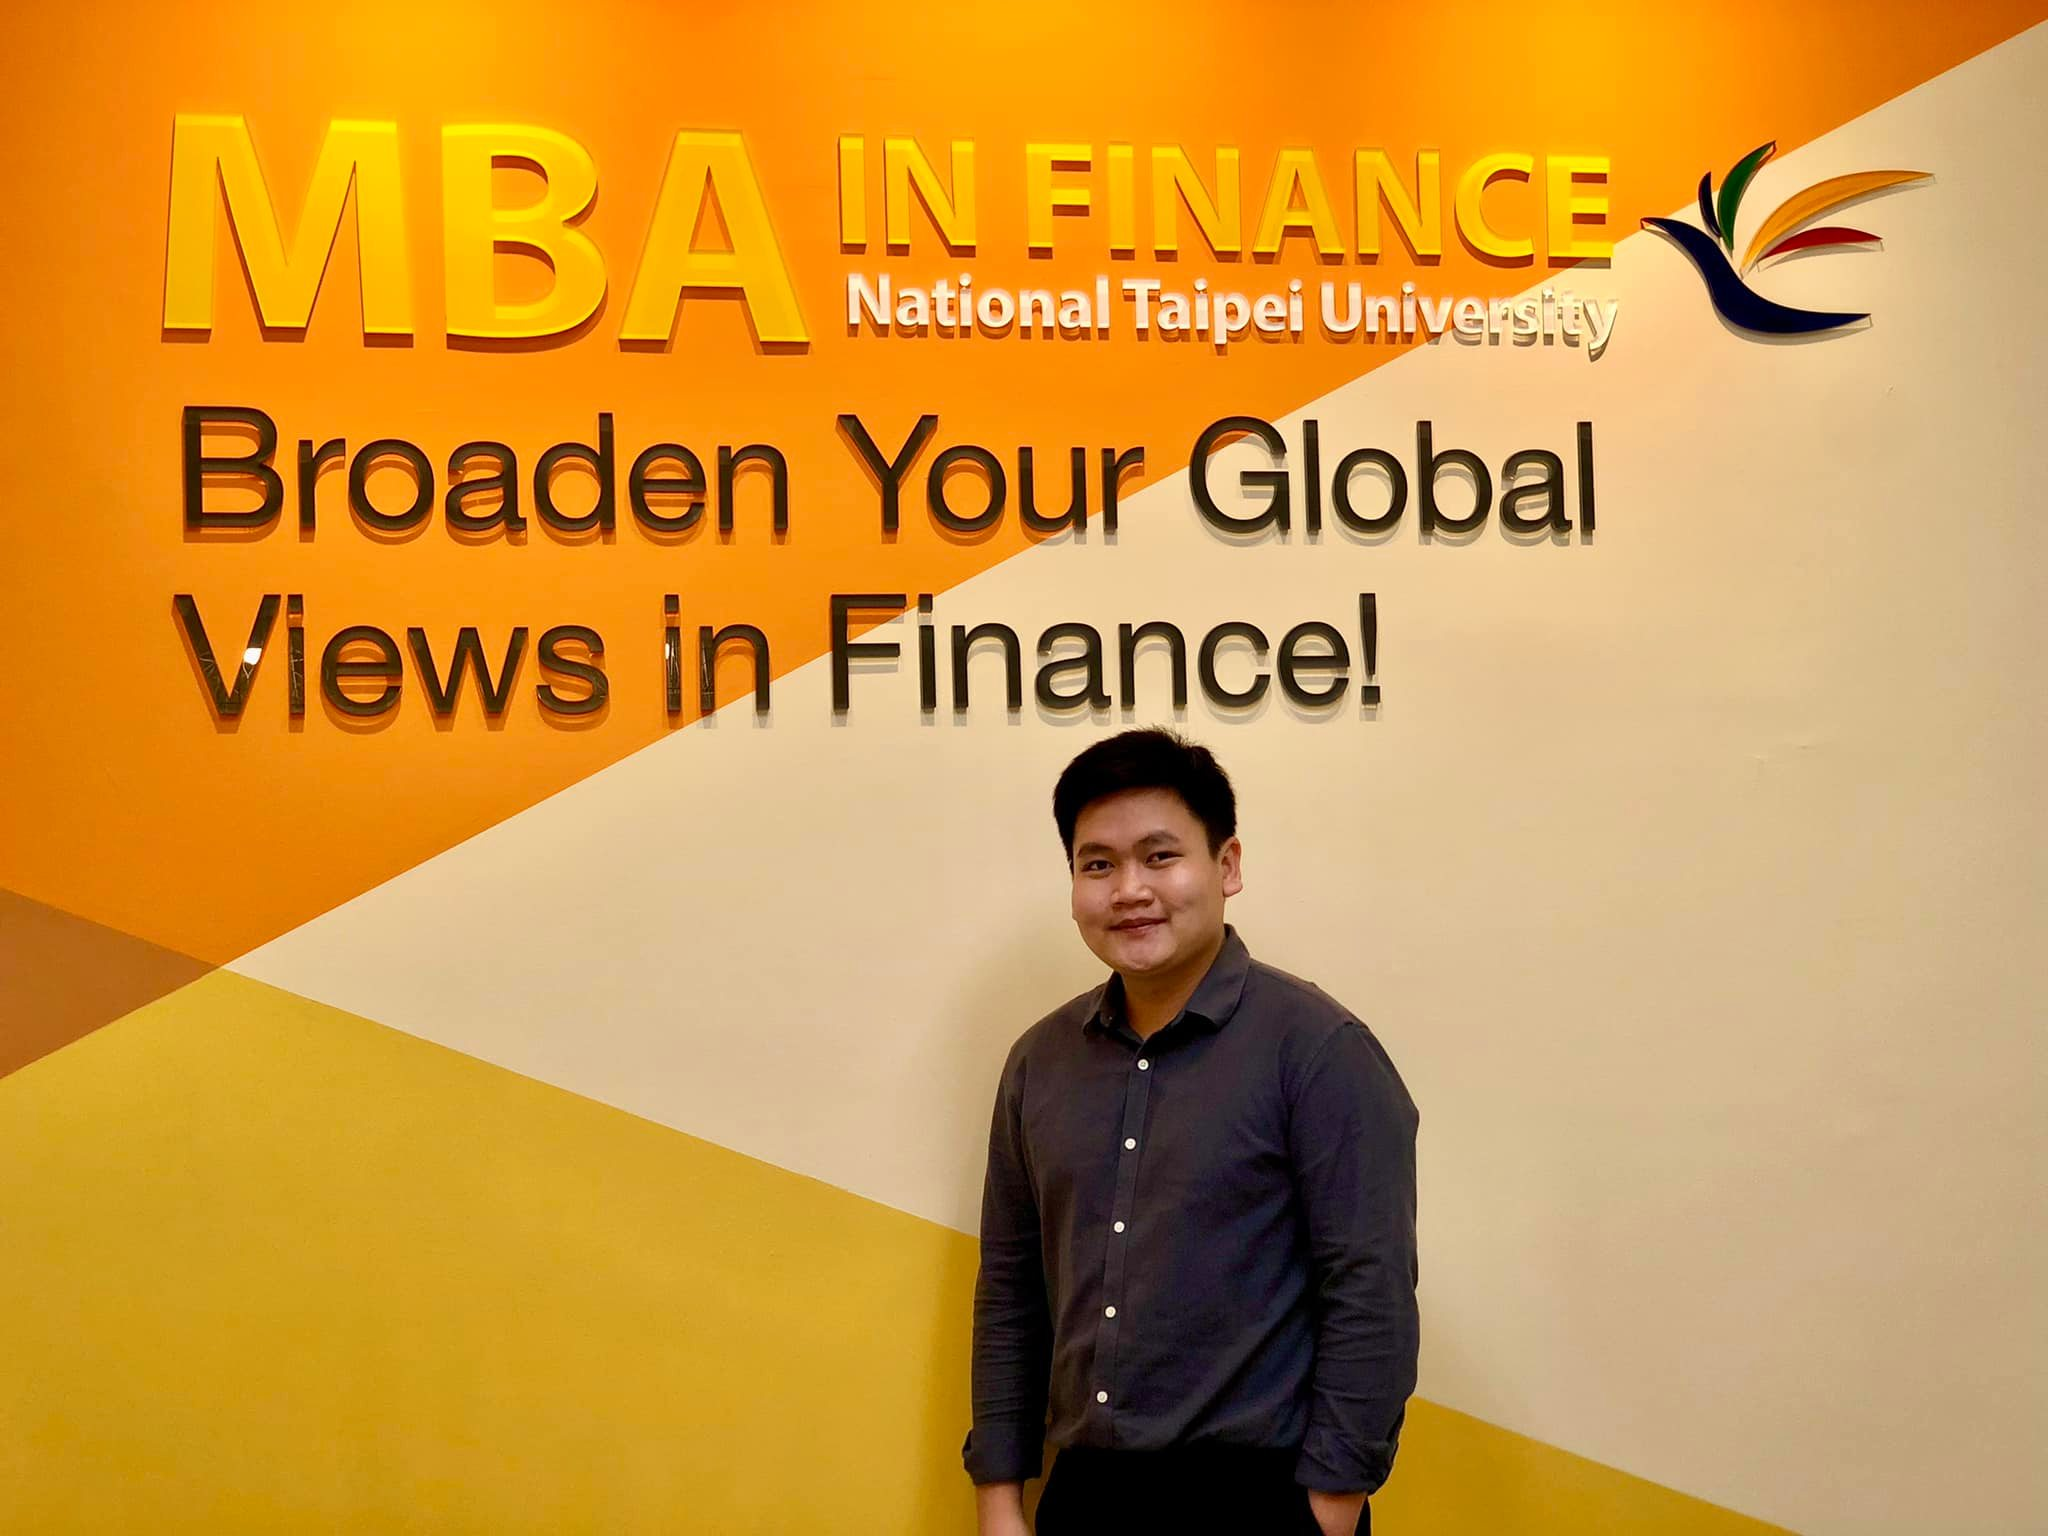 MBA IN FINANCE
National Taipei University
Broaden Your Global
Views in Finance!